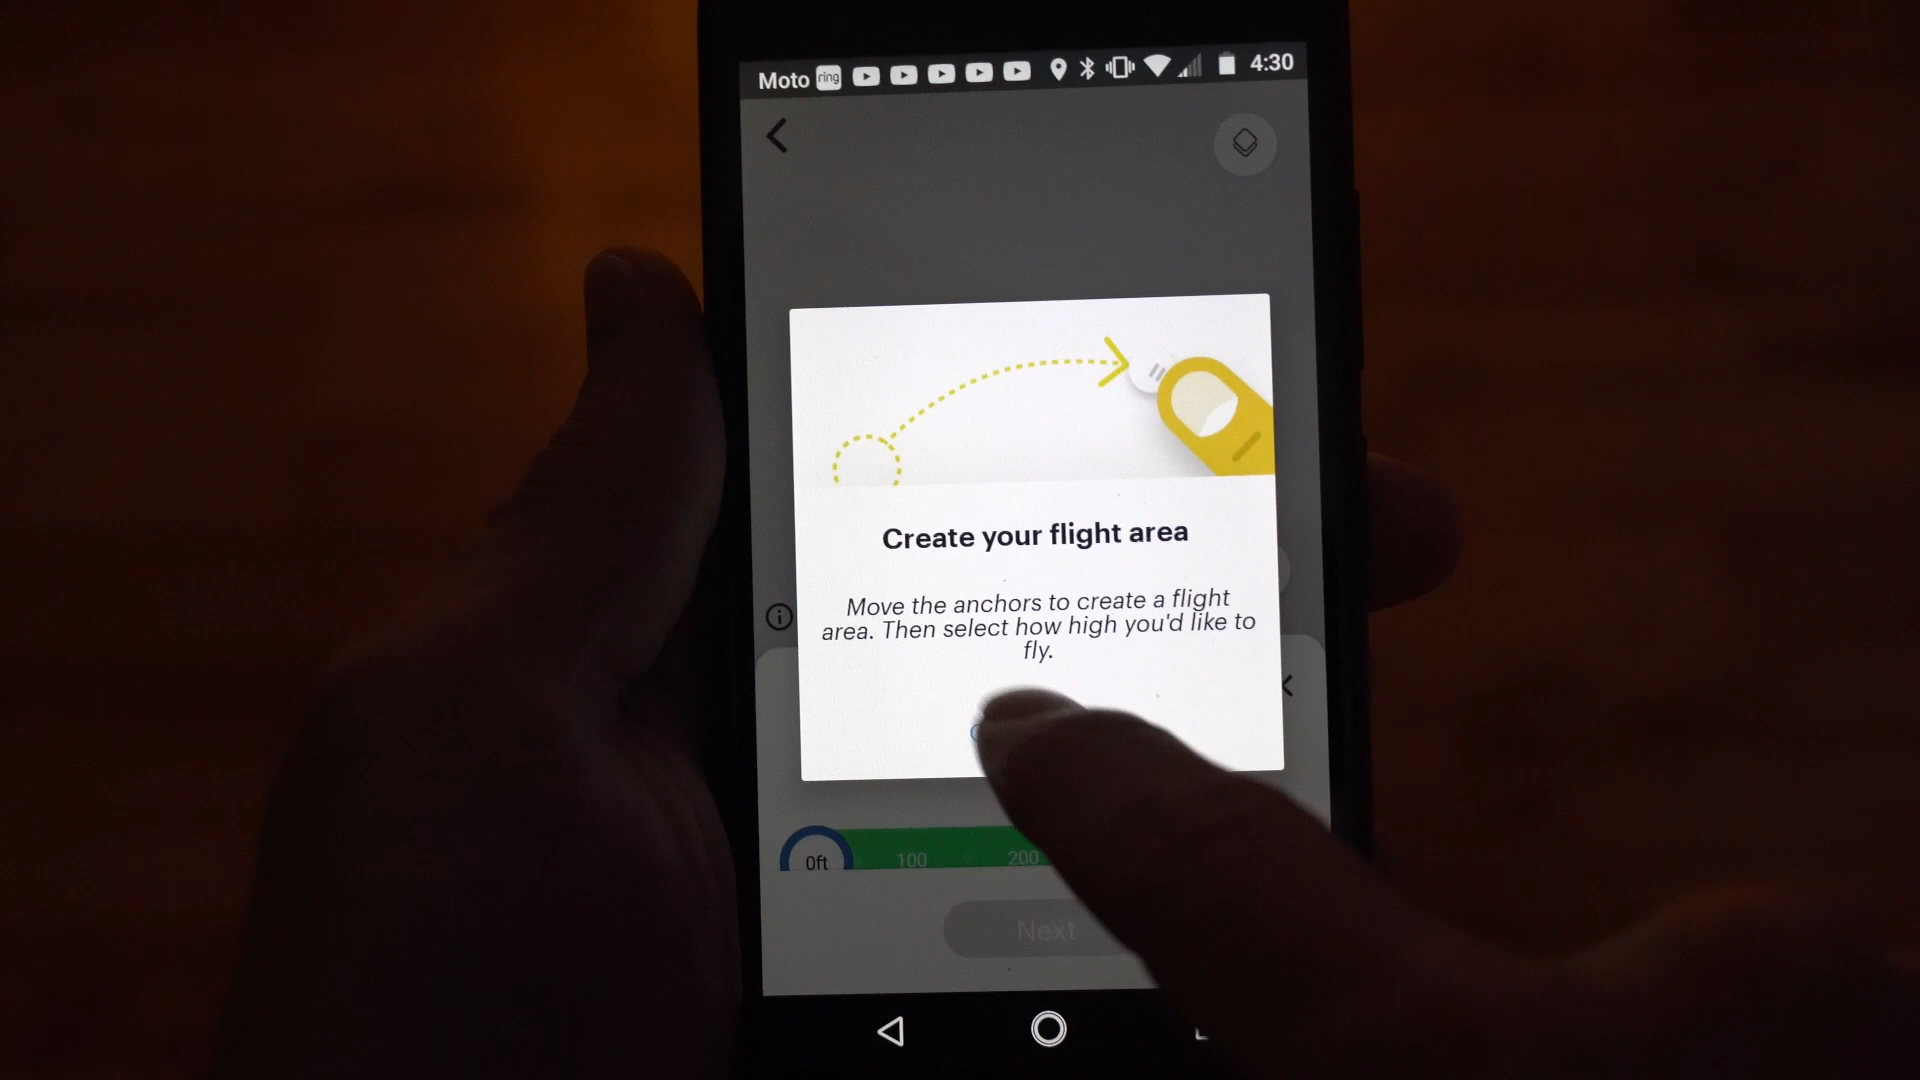 Moto ring 4:30
Create your flight area
Move the anchors to create a flight
area. Then select how high you'd like to
fly.
0ft 100 200
Next